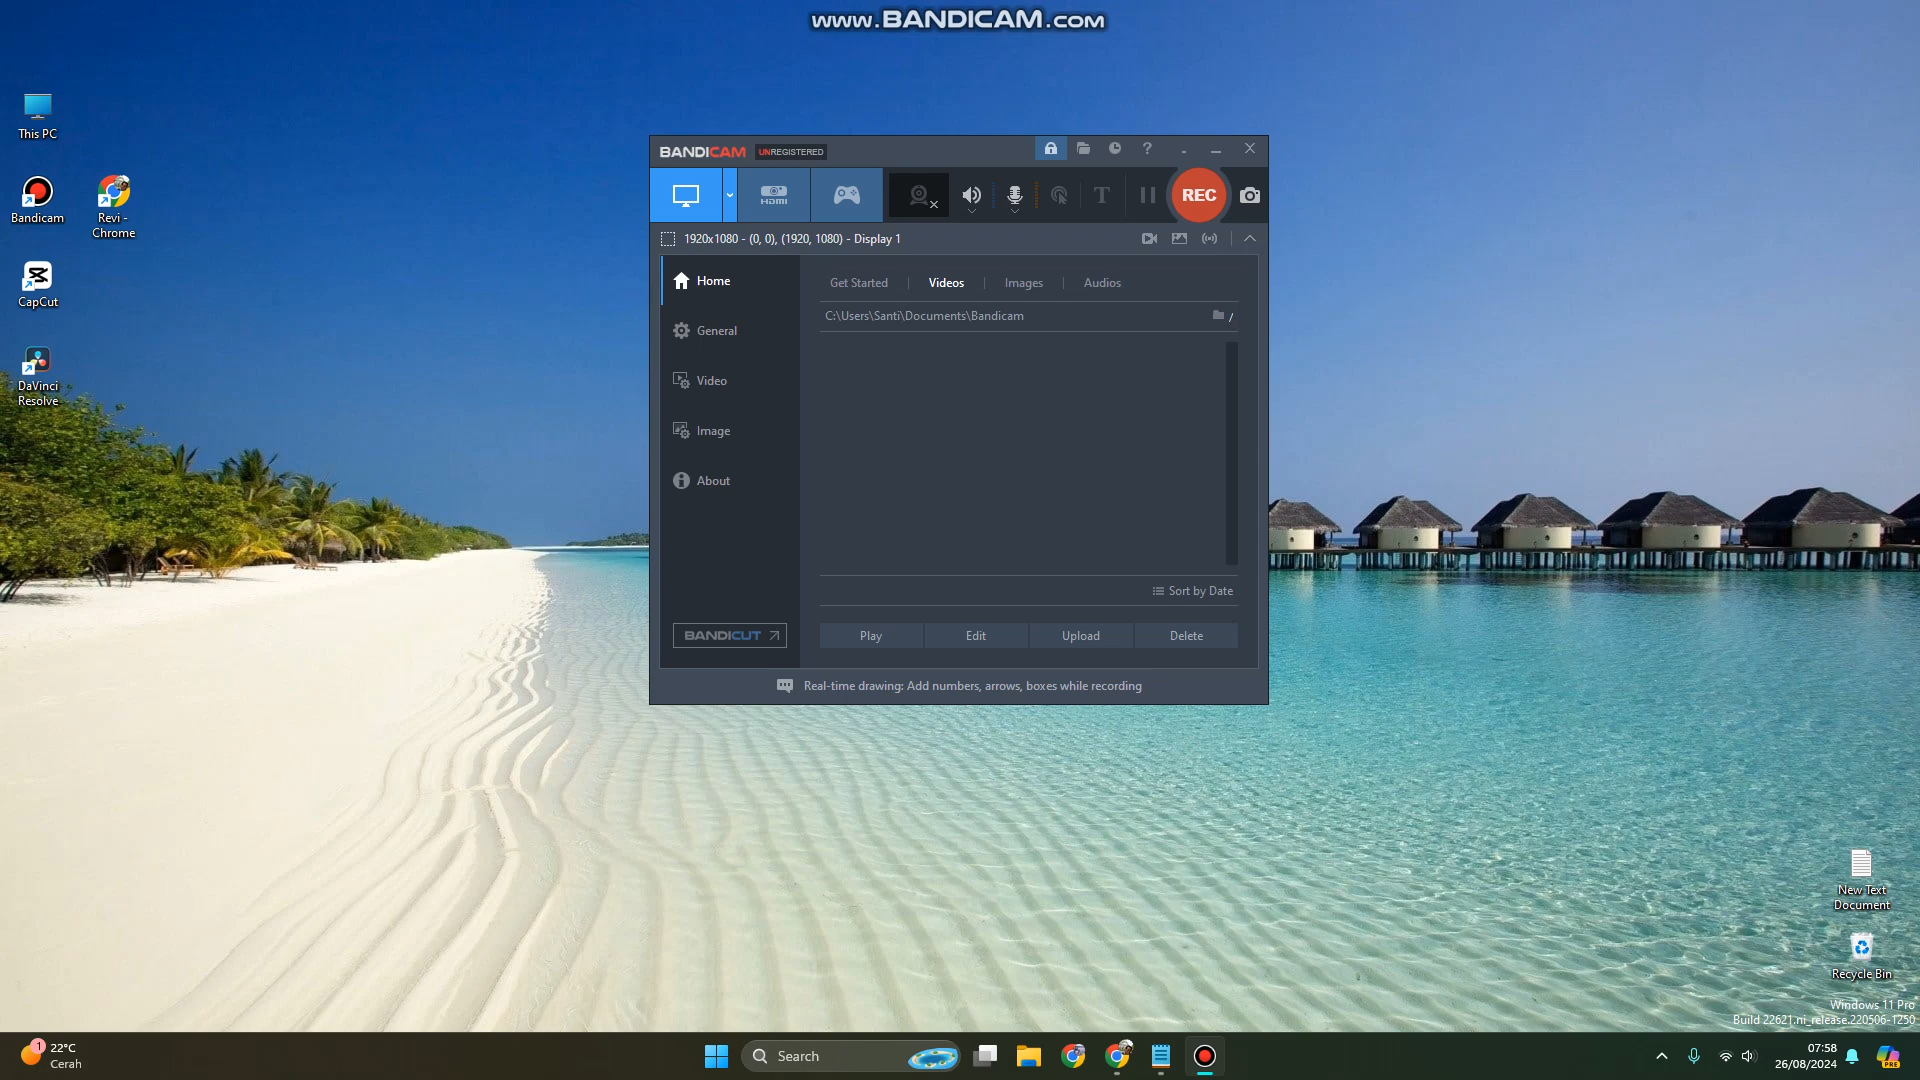 www.BANDICAM.com
This PC
Bandicam
Revi -
Chrome
CapCut
DaVinci
Resolve
BANDICAM UNREGISTERED
HDMI
T
REC
1920x1080 - (0, 0), (1920, 1080) - Display 1
Home
General
Video
Image
About
BANDICUT
Get Started
Videos
Images
Audios
C:\Users\Santi\Documents\Bandicam
/
Sort by Date
Play
Edit
Upload
Delete
Real-time drawing: Add numbers, arrows, boxes while recording
New Text
Document
Recycle Bin
Windows 11 Pro
Build 22621.ni_release.220506-1250
1
22°C
Cerah
Search
07:58
26/08/2024
PRE